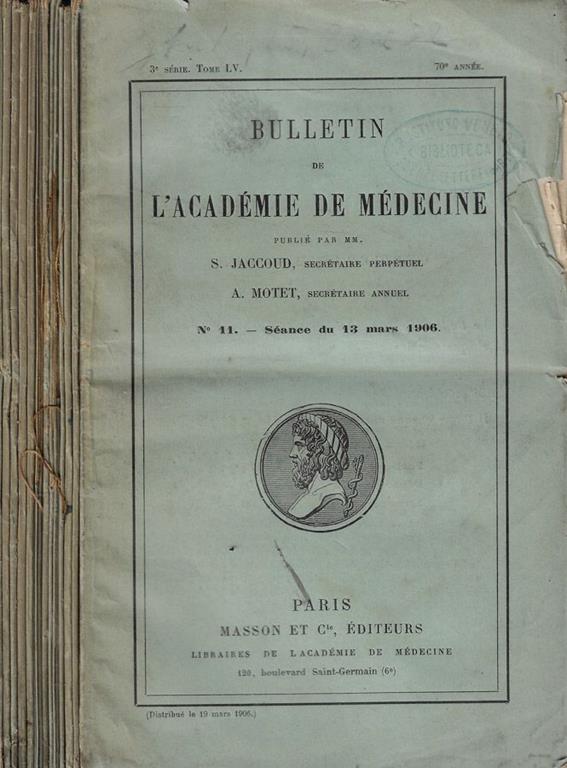 3e SÉRIE. TOME LV. 70e ANNÉE.
BULLETIN
DE
L'ACADÉMIE DE MÉDECINE
PUBLIÉ PAR MM.
S. JACCOUD, SECRÉTAIRE PERPÉTUEL
A. MOTET, SECRÉTAIRE ANNUEL
No 11. — Séance du 13 mars 1906.
PARIS
MASSON ET Cie, ÉDITEURS
LIBRAIRES DE L'ACADÉMIE DE MÉDECINE
120, boulevard Saint-Germain (6e)
(Distribué le 19 mars 1906.)